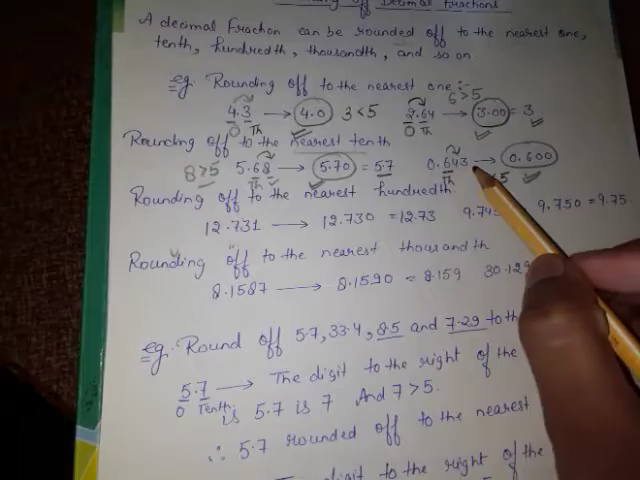 Rounding off Decimal Fractions
A decimal fraction can be rounded off to the nearest one,
tenth, hundredth, thousandth, and so on
eg. Rounding off to the nearest one :-
4.3 → 4.0 3 < 5 2.64 → 3.00 = 3 6 > 5
O Th O Th
Rounding off to the nearest tenth
8 > 5 5.68 → 5.70 = 5.7 0.643 → 0.600
Th Th < 5
Rounding off to the nearest hundredth.
12.731 → 12.730 = 12.73 9.745 9.750 = 9.75
Rounding off to the nearest thousandth
8.1587 → 8.1590 = 8.159 30.129
eg. Round off 5.7, 33.4, 8.5 and 7.29 to th
5.7 → The digit to the right of the
O Tenth is 5.7 is 7 And 7 > 5.
∴ 5.7 rounded off to the nearest
digit to the right of the